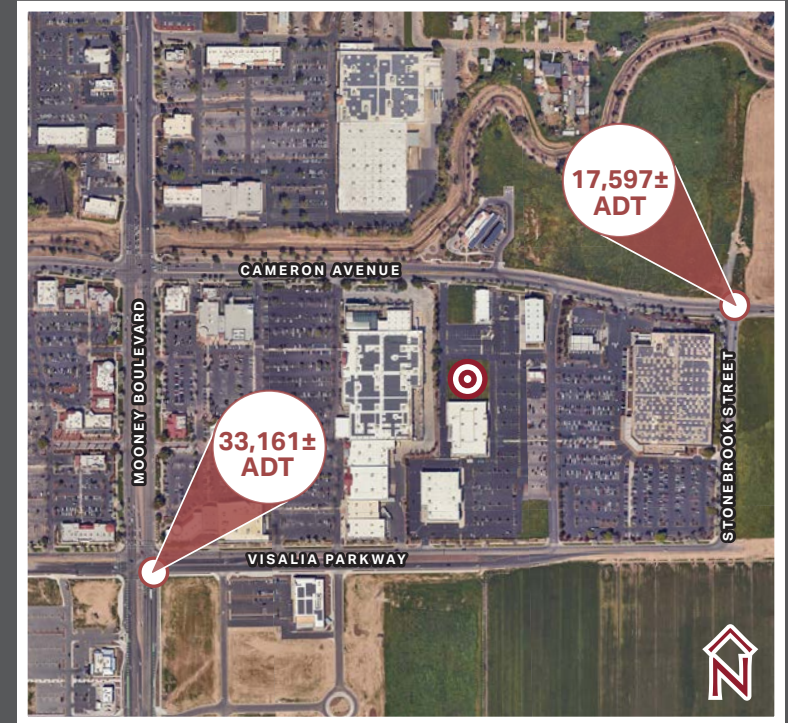 17,597±
ADT
CAMERON AVENUE
MOONEY BOULEVARD
33,161±
ADT
STONEBROOK STREET
VISALIA PARKWAY
N